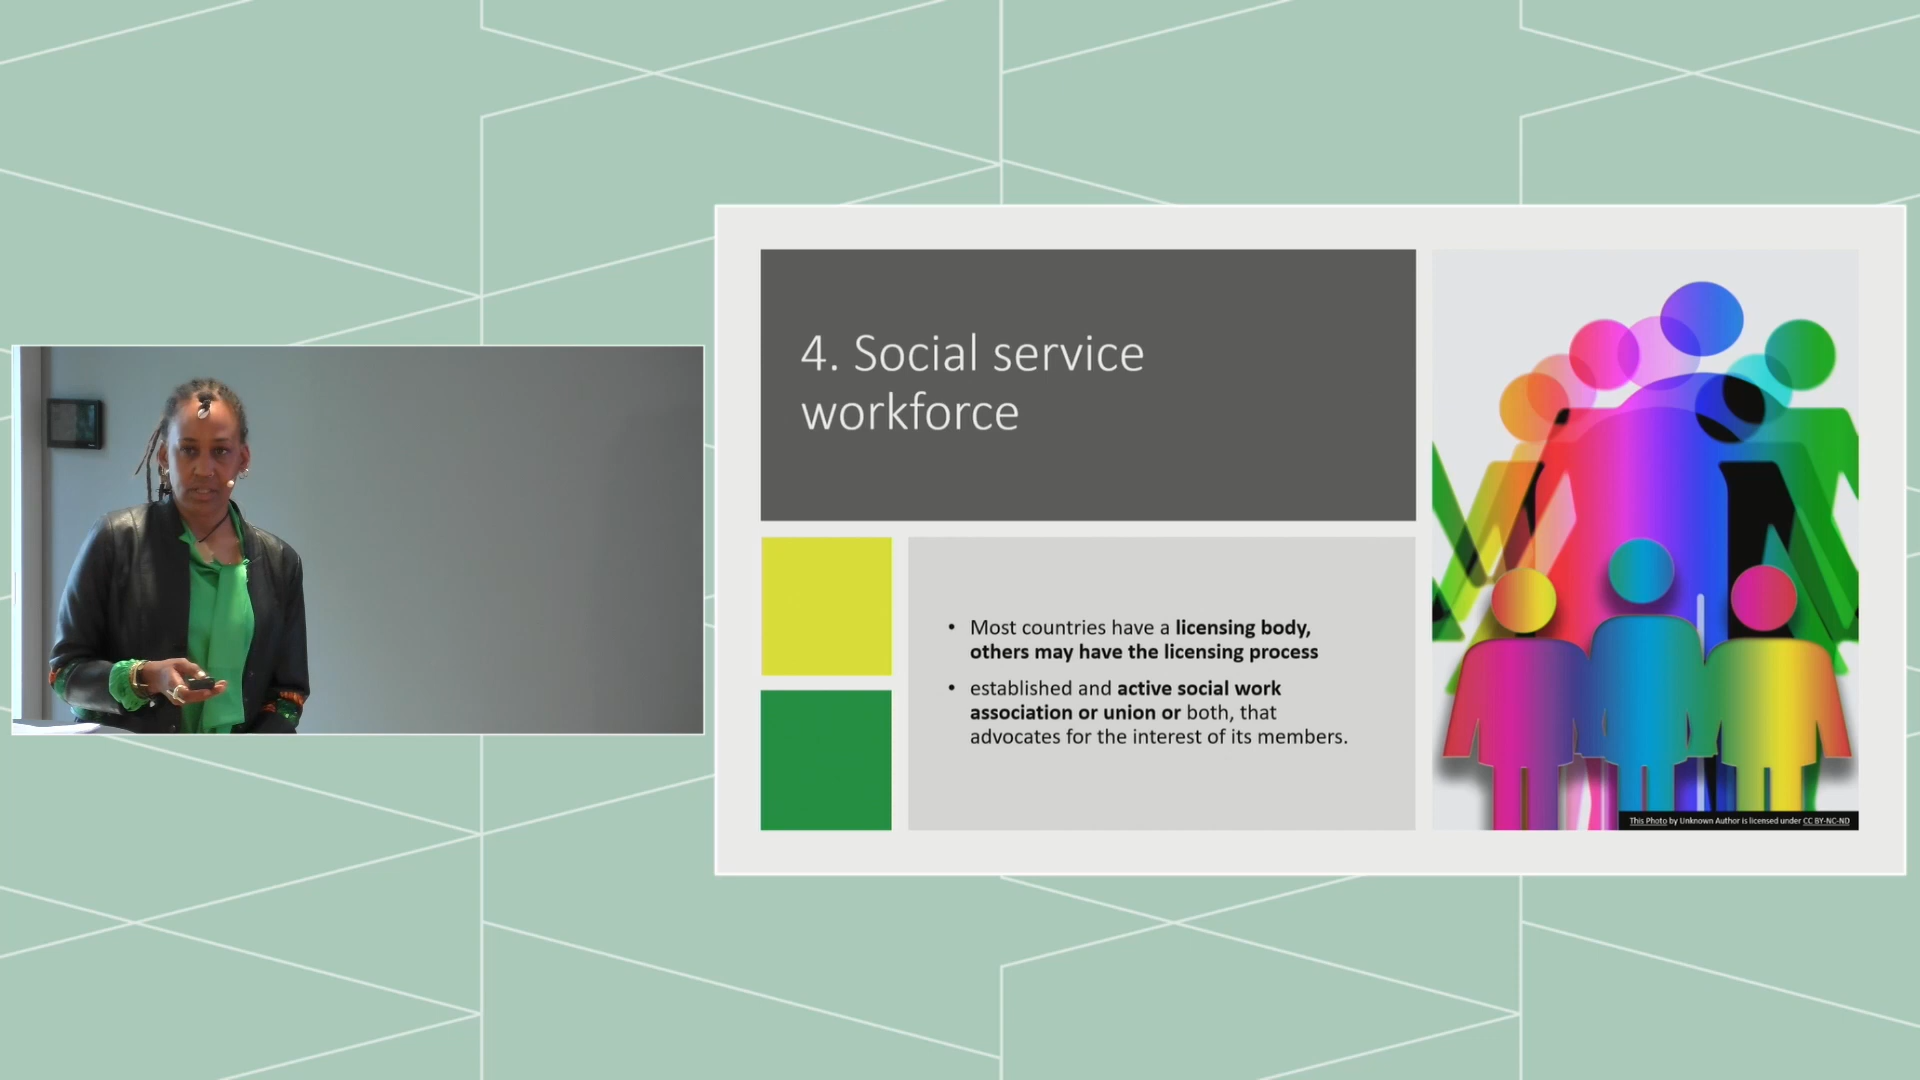 4. Social service
workforce
• Most countries have a licensing body,
others may have the licensing process
• established and active social work
association or union or both, that
advocates for the interest of its members.
This Photo by Unknown Author is licensed under CC BY-NC-ND